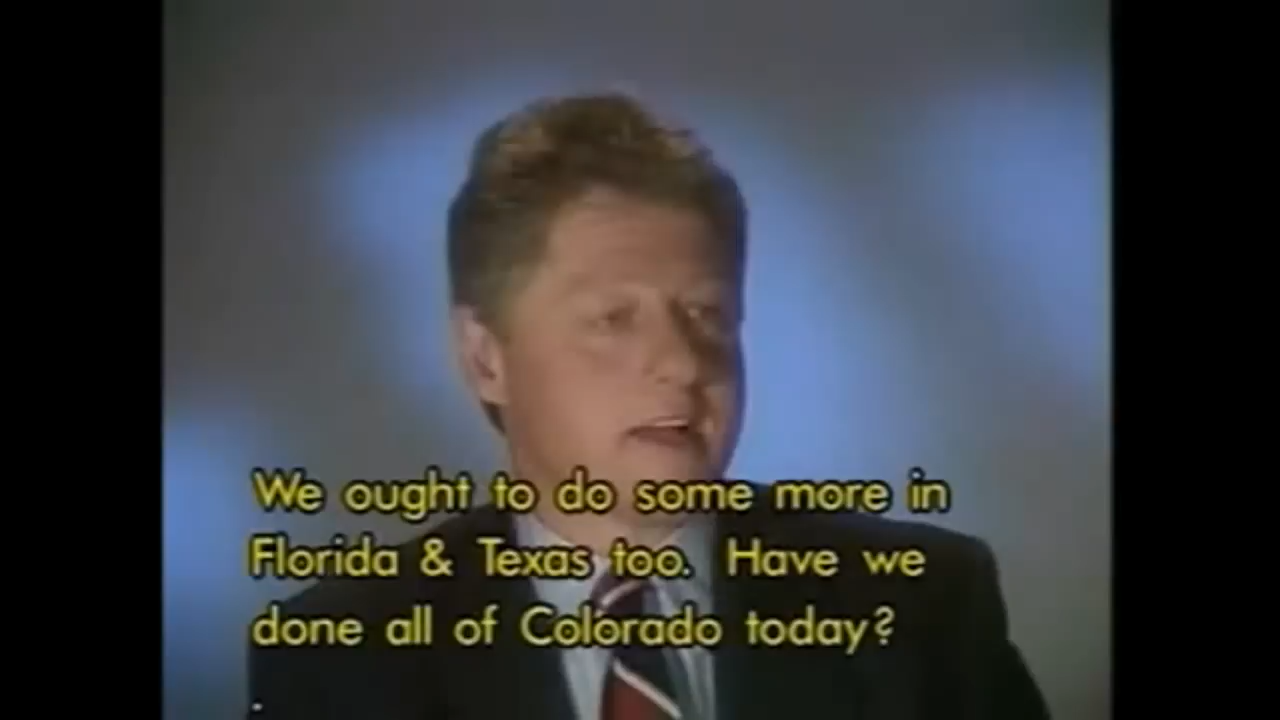 We ought to do some more in
Florida & Texas too. Have we
done all of Colorado today?